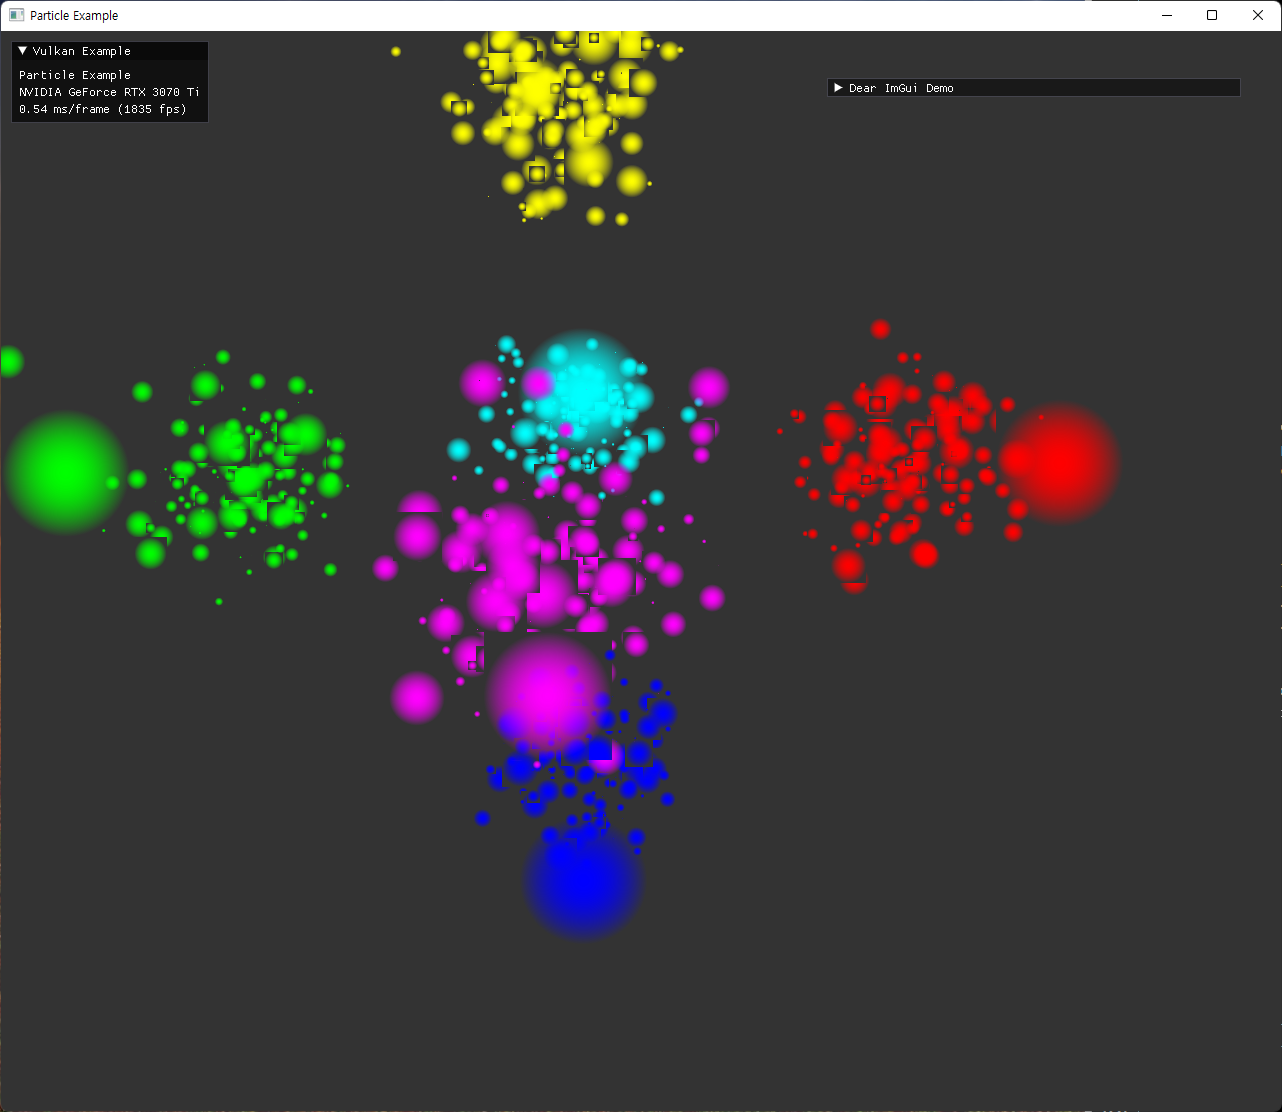 Particle Example
Vulkan Example
Particle Example
NVIDIA GeForce RTX 3070 Ti
0.54 ms/frame (1835 fps)
Dear ImGui Demo